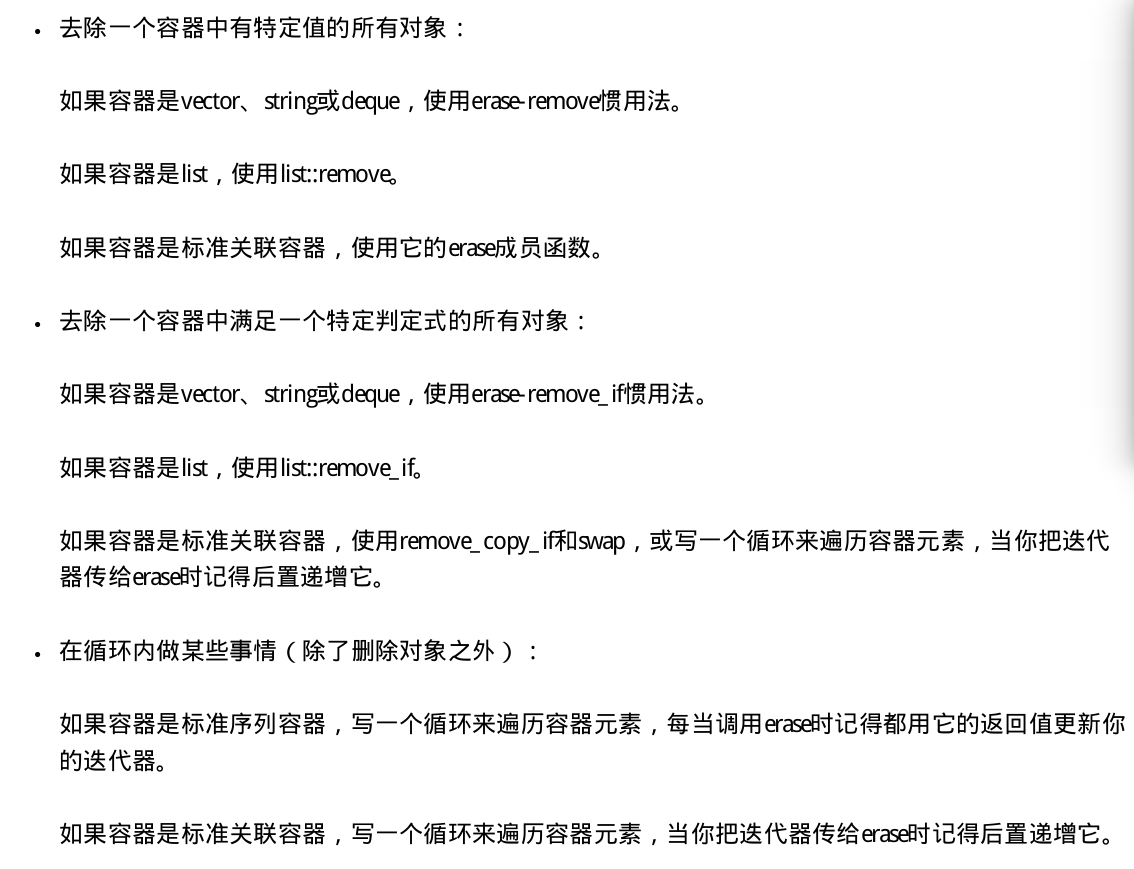 • 去除一个容器中有特定值的所有对象：
如果容器是vector、string或deque，使用erase-remove惯用法。
如果容器是list，使用list::remove。
如果容器是标准关联容器，使用它的erase成员函数。
• 去除一个容器中满足一个特定判定式的所有对象：
如果容器是vector、string或deque，使用erase-remove_if惯用法。
如果容器是list，使用list::remove_if。
如果容器是标准关联容器，使用remove_copy_if和swap，或写一个循环来遍历容器元素，当你把迭代
器传给erase时记得后置递增它。
• 在循环内做某些事情（除了删除对象之外）：
如果容器是标准序列容器，写一个循环来遍历容器元素，每当调用erase时记得都用它的返回值更新你
的迭代器。
如果容器是标准关联容器，写一个循环来遍历容器元素，当你把迭代器传给erase时记得后置递增它。